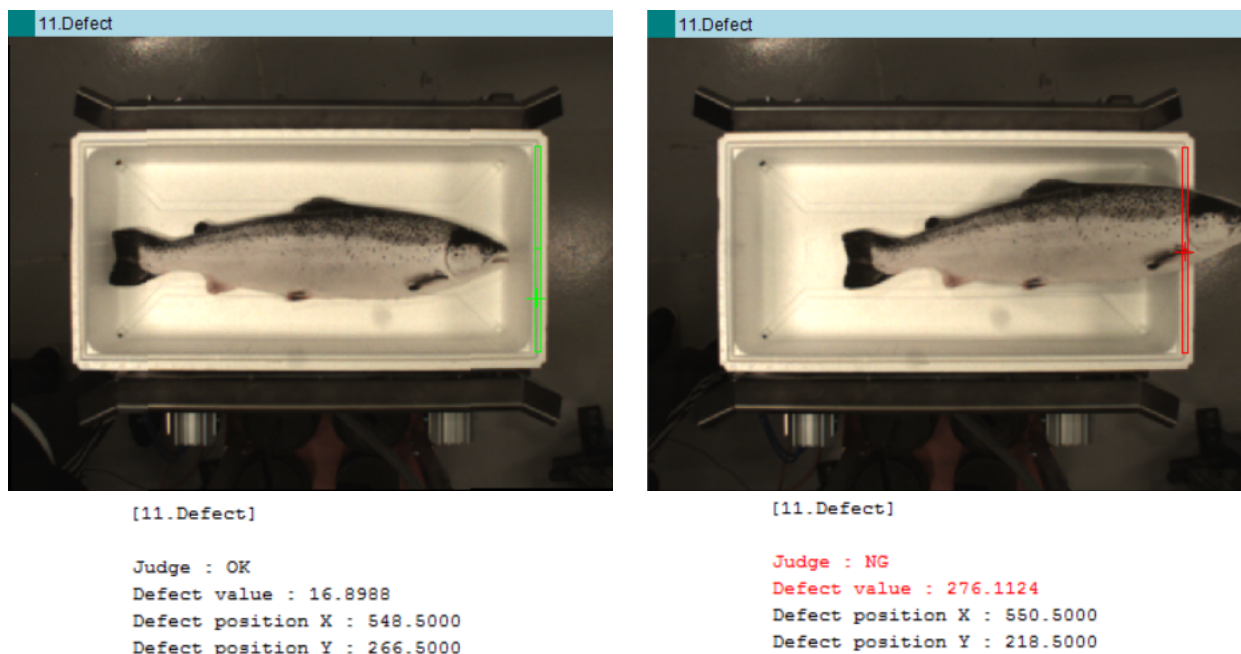 11.Defect
[11.Defect]
Judge : OK
Defect value : 16.8988
Defect position X : 548.5000
Defect position Y : 266.5000
11.Defect
[11.Defect]
Judge : NG
Defect value : 276.1124
Defect position X : 550.5000
Defect position Y : 218.5000